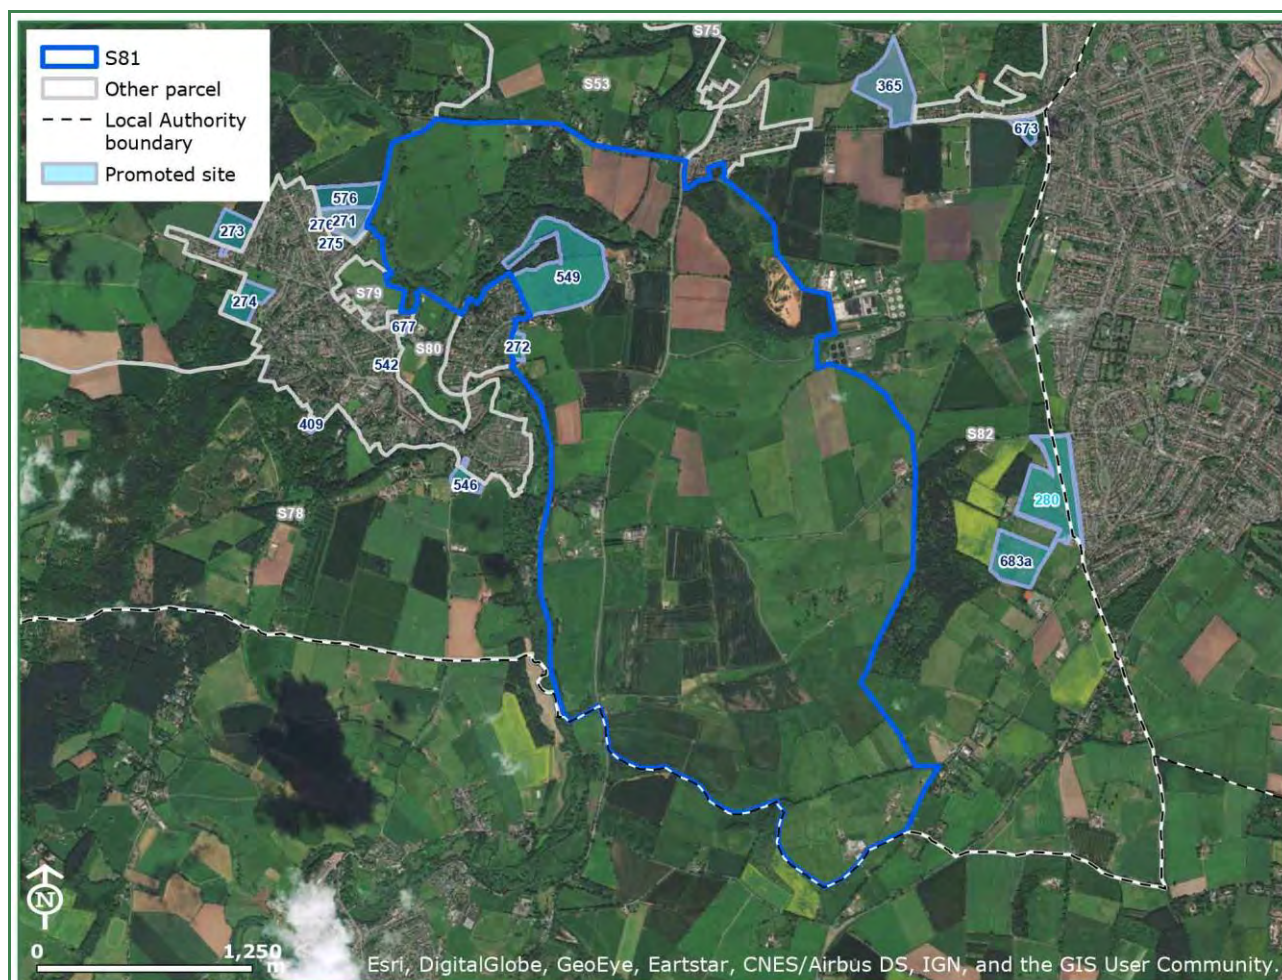 S81
Other parcel
Local Authority
boundary
Promoted site
S75
S53
365
673
576
271
275
273
274
549
S79
677
S80
272
542
409
546
S82
280
683a
S78
N
0
1,250
m
Esri, DigitalGlobe, GeoEye, Eartstar, CNES/Airbus DS, IGN, and the GIS User Community